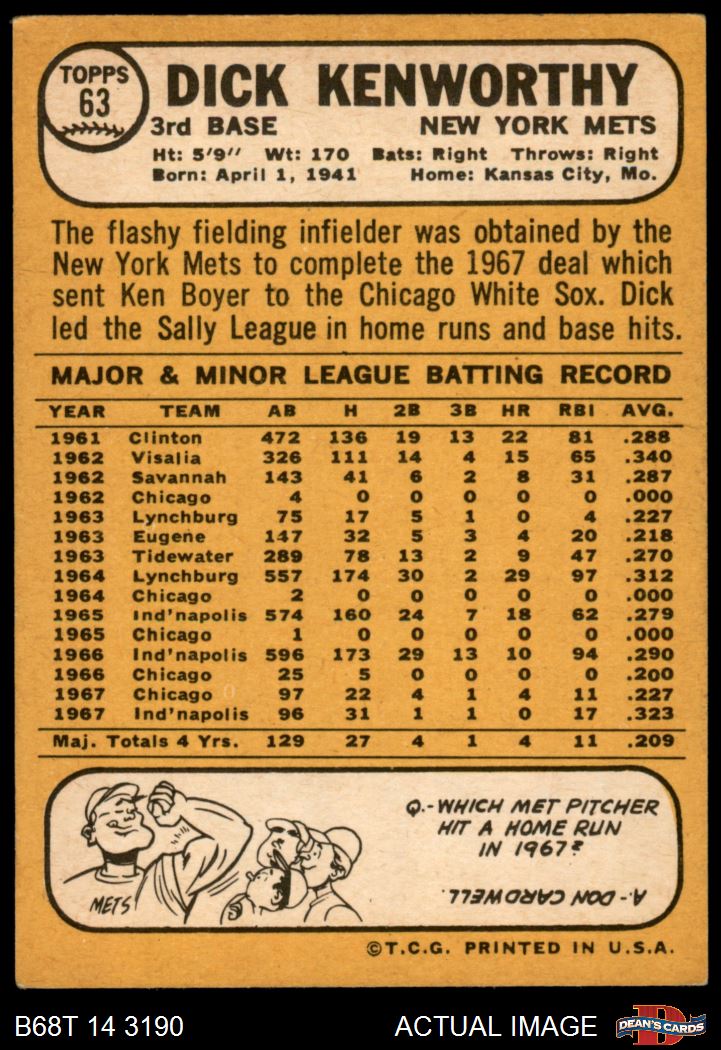 TOPPS
63
DICK KENWORTHY
3rd BASE NEW YORK METS
Ht: 5'9" Wt: 170 Bats: Right Throws: Right
Born: April 1, 1941 Home: Kansas City, Mo.
The flashy fielding infielder was obtained by the
New York Mets to complete the 1967 deal which
sent Ken Boyer to the Chicago White Sox. Dick
led the Sally League in home runs and base hits.
MAJOR & MINOR LEAGUE BATTING RECORD
YEAR TEAM AB H 2B 3B HR RBI AVG.
1961 Clinton 472 136 19 13 22 81 .288
1962 Visalia 326 111 14 4 15 65 .340
1962 Savannah 143 41 6 2 8 31 .287
1962 Chicago 4 0 0 0 0 0 .000
1963 Lynchburg 75 17 5 1 0 4 .227
1963 Eugene 147 32 5 3 4 20 .218
1963 Tidewater 289 78 13 2 9 47 .270
1964 Lynchburg 557 174 30 2 29 97 .312
1964 Chicago 2 0 0 0 0 0 .000
1965 Ind'napolis 574 160 24 7 18 62 .279
1965 Chicago 1 0 0 0 0 0 .000
1966 Ind'napolis 596 173 29 13 10 94 .290
1966 Chicago 25 5 0 0 0 0 .200
1967 Chicago 97 22 4 1 4 11 .227
1967 Ind'napolis 96 31 1 1 0 17 .323
Maj. Totals 4 Yrs. 129 27 4 1 4 11 .209
METS
Q.-WHICH MET PITCHER
HIT A HOME RUN
IN 1967?
A-DON CARDWELL.
©T.C.G. PRINTED IN U.S.A.
B68T 14 3190 ACTUAL IMAGE DEAN'S CARDS